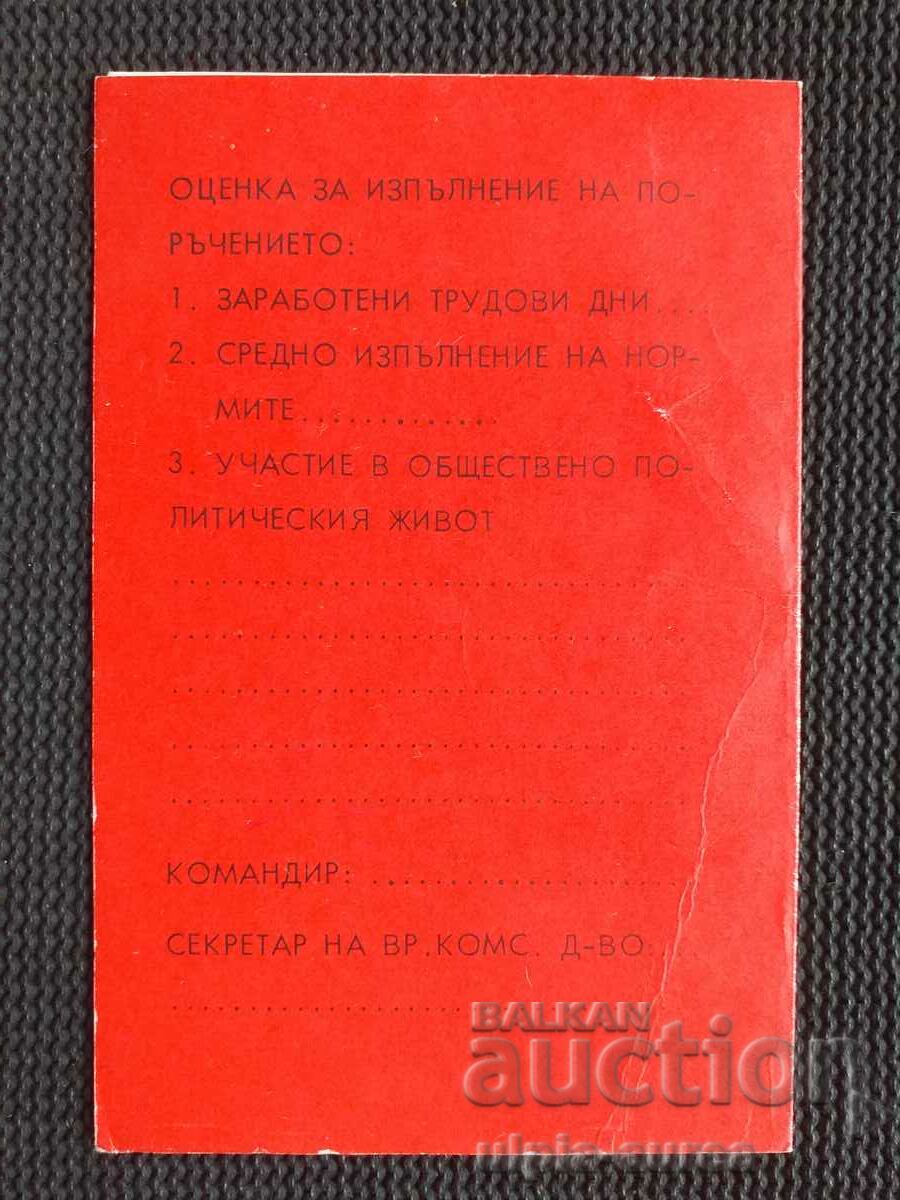 ОЦЕНКА ЗА ИЗПЪЛНЕНИЕ НА ПО-
РЪЧЕНИЕТО:
1. ЗАРАБОТЕНИ ТРУДОВИ ДНИ....
2. СРЕДНО ИЗПЪЛНЕНИЕ НА НОР-
МИТЕ..............
3. УЧАСТИЕ В ОБЩЕСТВЕНО ПО-
ЛИТИЧЕСКИЯ ЖИВОТ
КОМАНДИР: ........................
СЕКРЕТАР НА ВР.КОМС. Д-ВО:...
BALKAN
auction
ulpia aurea